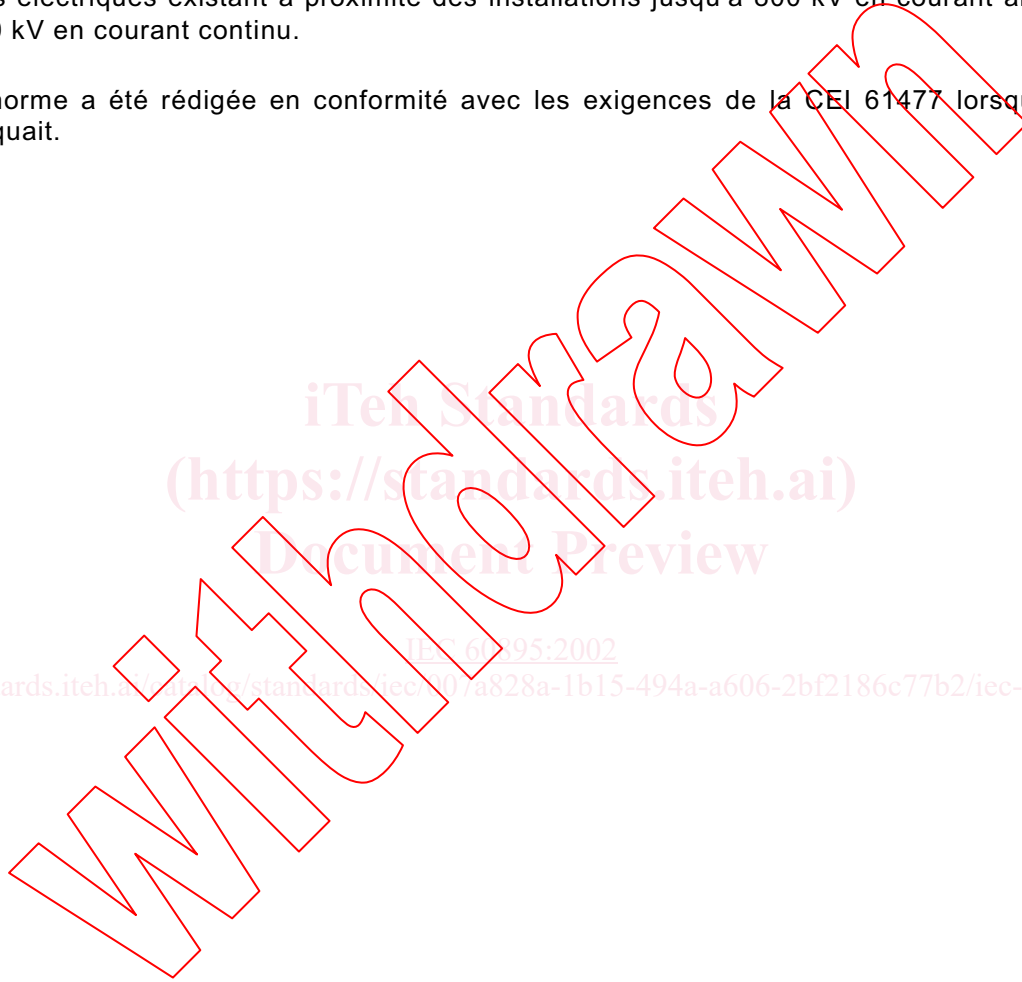 s électriques existant à proximité des installations jusqu'à 800 kV en courant
kV en courant continu.
norme a été rédigée en conformité avec les exigences de la CEI 61477
quait.
iTeh Standards
(https://standards.iteh.ai)
Document Preview
IEC 60895:2002
ards.iteh.ai/catalog/standards/iec/007a828a-1b15-494a-a606-2bf2186c77b2/iec-
withdrawn